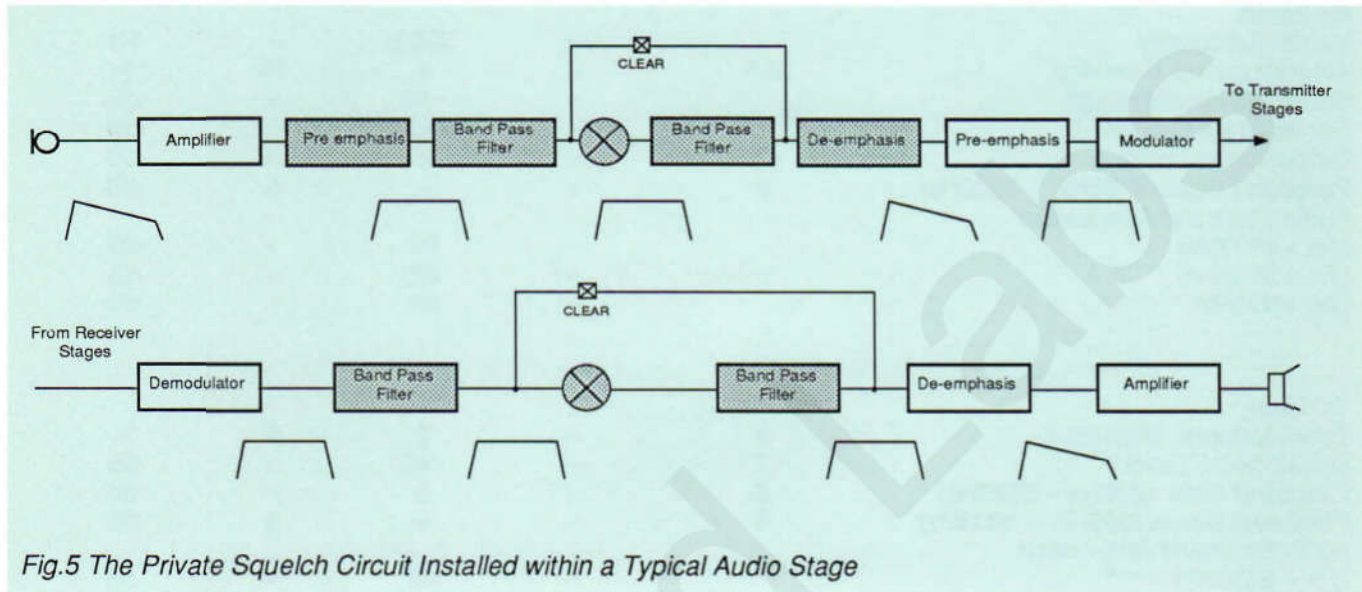 CLEAR
To Transmitter
Stages
Amplifier
Pre emphasis
Band Pass
Filter
Band Pass
Filter
De-emphasis
Pre-emphasis
Modulator
CLEAR
From Receiver
Stages
Demodulator
Band Pass
Filter
Band Pass
Filter
De-emphasis
Amplifier
d Labs
Fig.5 The Private Squelch Circuit Installed within a Typical Audio Stage